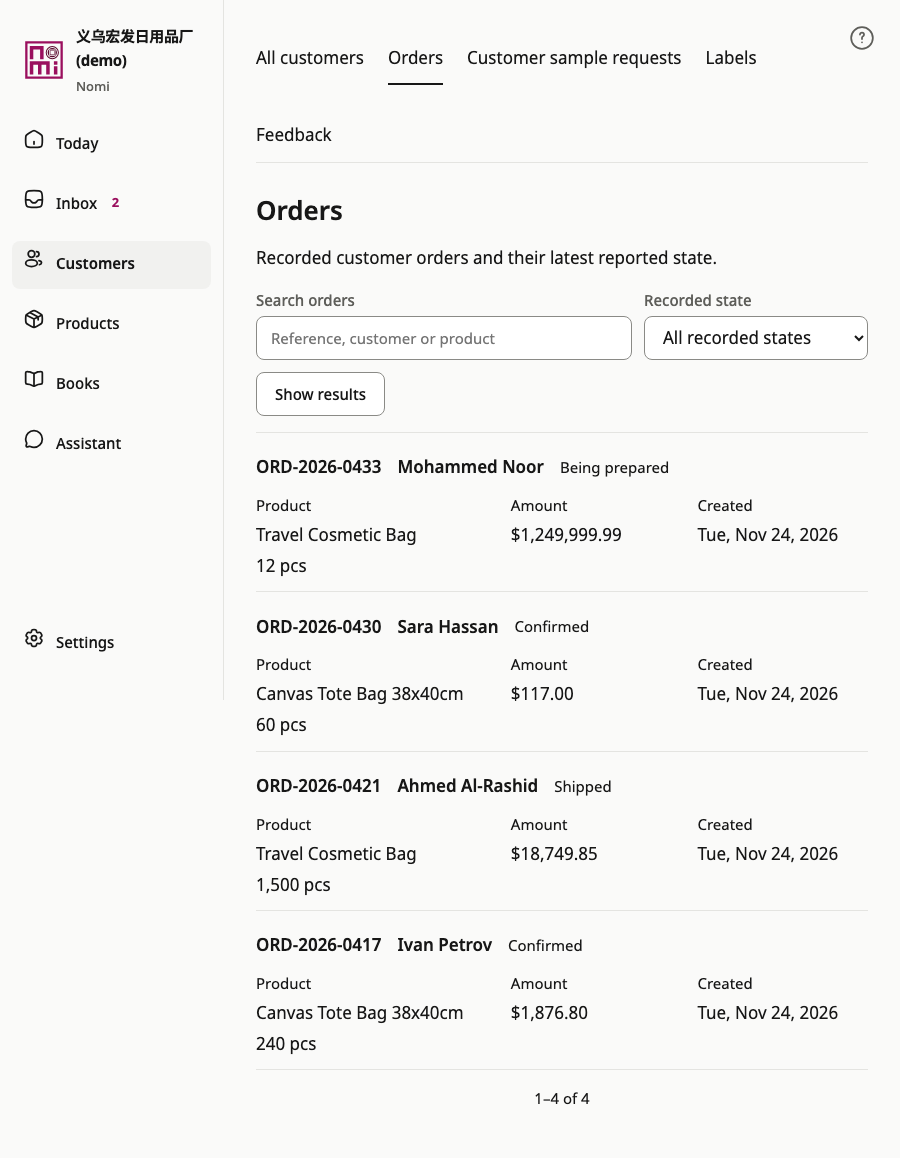 义乌宏发日用品厂
(demo)
Nomi
Today
Inbox 2
Customers
Products
Books
Assistant
Settings
All customers Orders Customer sample requests Labels
Feedback
Orders
Recorded customer orders and their latest reported state.
Search orders Recorded state
Reference, customer or product All recorded states
Show results
ORD-2026-0433 Mohammed Noor Being prepared
Product Amount Created
Travel Cosmetic Bag $1,249,999.99 Tue, Nov 24, 2026
12 pcs
ORD-2026-0430 Sara Hassan Confirmed
Product Amount Created
Canvas Tote Bag 38x40cm $117.00 Tue, Nov 24, 2026
60 pcs
ORD-2026-0421 Ahmed Al-Rashid Shipped
Product Amount Created
Travel Cosmetic Bag $18,749.85 Tue, Nov 24, 2026
1,500 pcs
ORD-2026-0417 Ivan Petrov Confirmed
Product Amount Created
Canvas Tote Bag 38x40cm $1,876.80 Tue, Nov 24, 2026
240 pcs
1–4 of 4